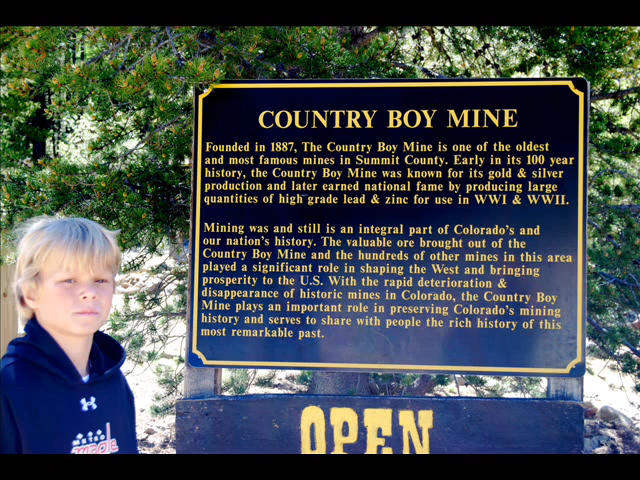 COUNTRY BOY MINE
Founded in 1887, The Country Boy Mine is one of the oldest
and most famous mines in Summit County. Early in its 100 year
history, the Country Boy Mine was known for its gold & silver
production and later earned national fame by producing large
quantities of high grade lead & zinc for use in WWI & WWII.
Mining was and still is an integral part of Colorado's and
our nation's history. The valuable ore brought out of the
Country Boy Mine and the hundreds of other mines in this area
played a significant role in shaping the West and bringing
prosperity to the U.S. With the rapid deterioration &
disappearance of historic mines in Colorado, the Country Boy
Mine plays an important role in preserving Colorado's mining
history and serves to share with people the rich history of this
most remarkable past.
OPEN
METRO